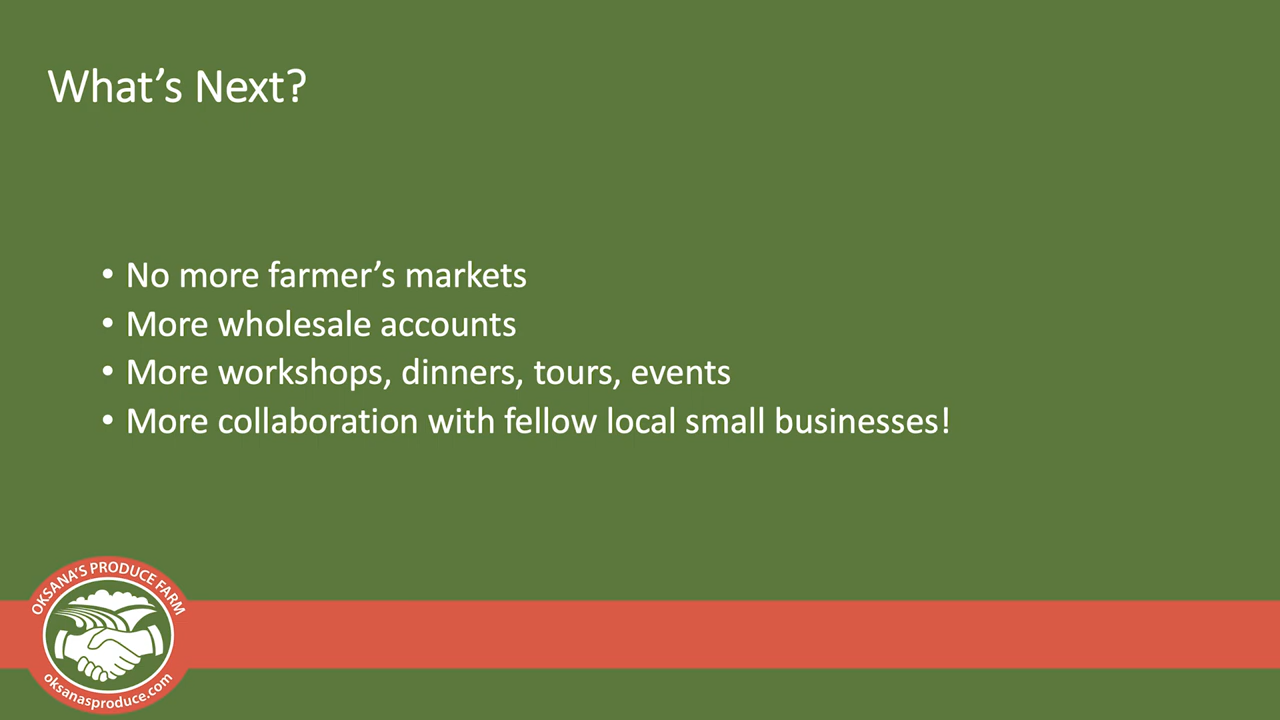 What’s Next?
• No more farmer’s markets
• More wholesale accounts
• More workshops, dinners, tours, events
• More collaboration with fellow local small businesses!
OKSANA'S PRODUCE FARM
oksanasproduce.com